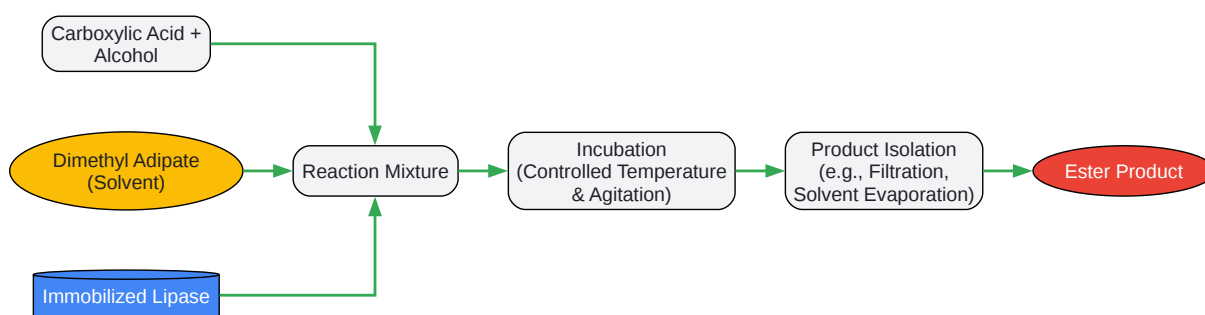 Carboxylic Acid +
Alcohol
Dimethyl Adipate
(Solvent)
Immobilized Lipase
Reaction Mixture
Incubation
(Controlled Temperature
& Agitation)
Product Isolation
(e.g., Filtration,
Solvent Evaporation)
Ester Product